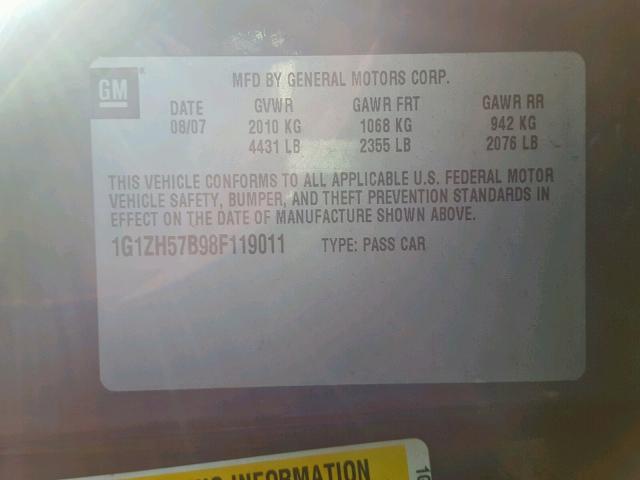 GM
MFD BY GENERAL MOTORS CORP.
DATE GVWR GAWR FRT GAWR RR
08/07 2010 KG 1068 KG 942 KG
4431 LB 2355 LB 2076 LB
THIS VEHICLE CONFORMS TO ALL APPLICABLE U.S. FEDERAL MOTOR
VEHICLE SAFETY, BUMPER, AND THEFT PREVENTION STANDARDS IN
EFFECT ON THE DATE OF MANUFACTURE SHOWN ABOVE.
1G1ZH57B98F119011 TYPE: PASS CAR
INFORMATION